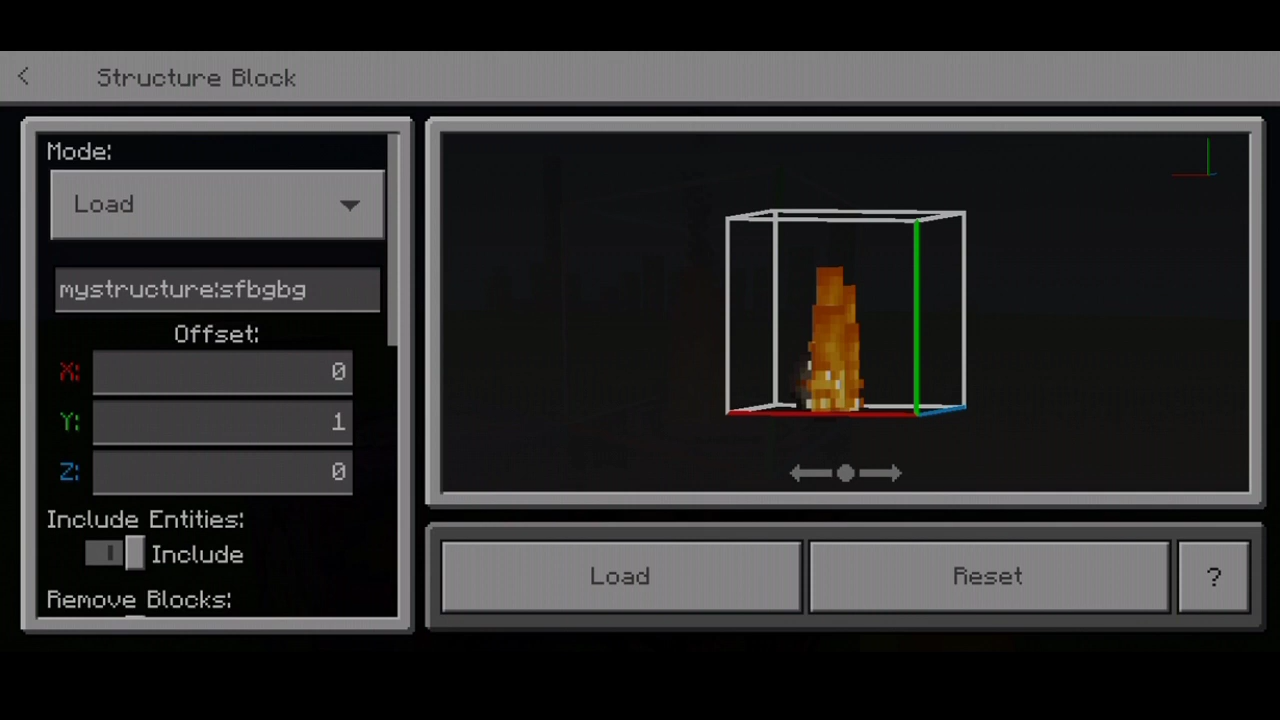 Structure Block
Mode:
Load
mystructure:sfbgbg
Offset:
X: 0
Y: 1
Z: 0
Include Entities:
Include
Remove Blocks:
Load
Reset
?